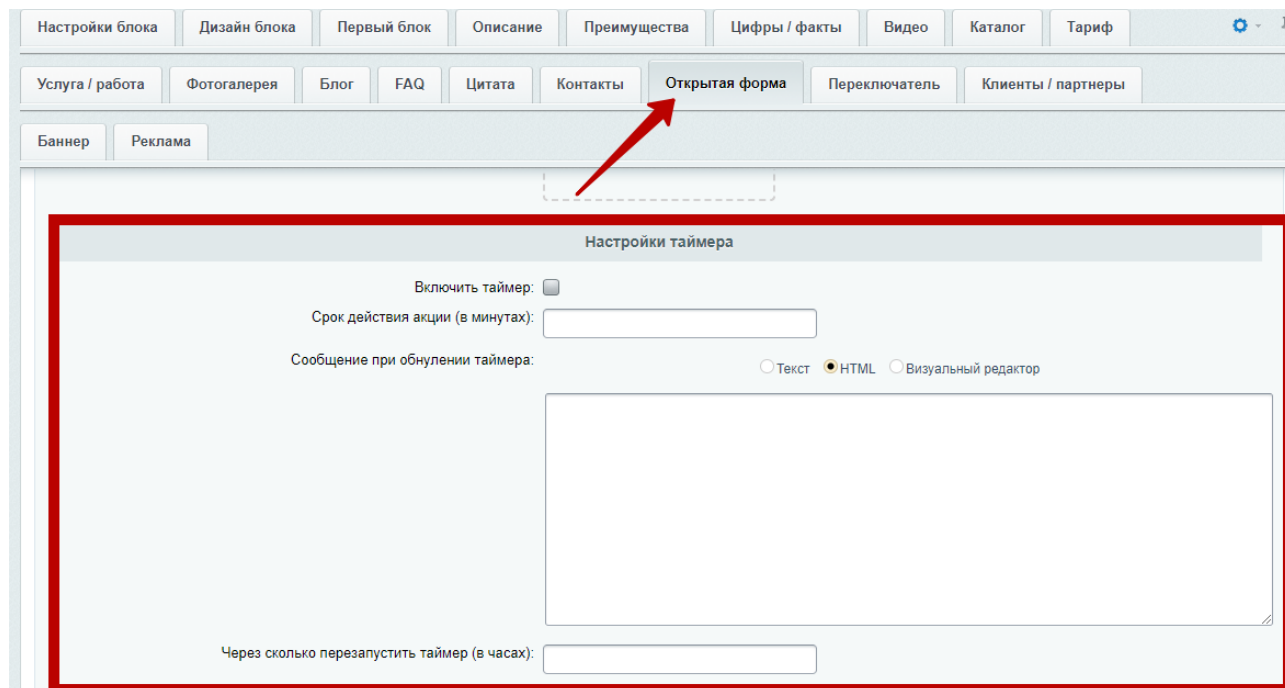 Настройки блока Дизайн блока Первый блок Описание Преимущества Цифры / факты Видео Каталог Тариф
Услуга / работа Фотогалерея Блог FAQ Цитата Контакты Открытая форма Переключатель Клиенты / партнеры
Баннер Реклама
Настройки таймера
Включить таймер:
Срок действия акции (в минутах):
Сообщение при обнулении таймера:
Текст HTML Визуальный редактор
Через сколько перезапустить таймер (в часах):